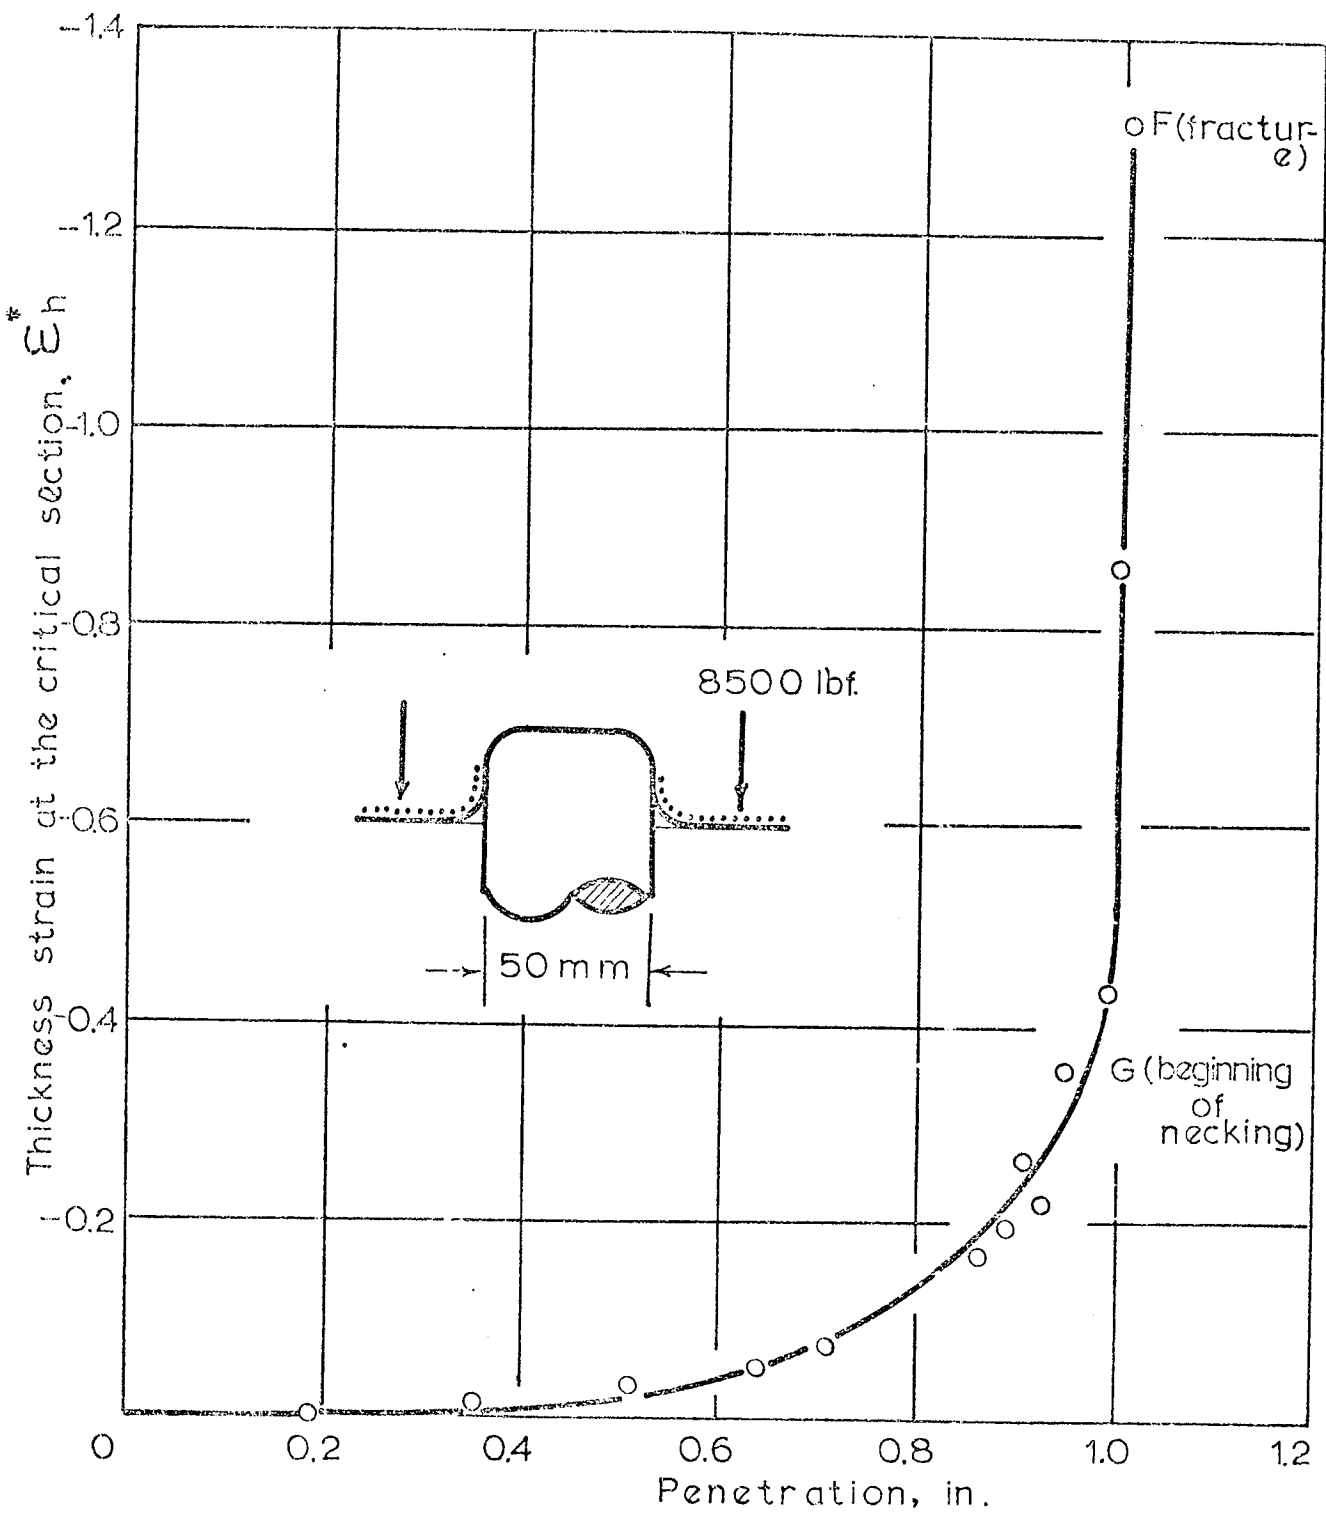 -1.4
F(fractur-
e)
-1.2
Thickness strain at the critical section, Ɛh*
-1.0
-0.8
8500 lbf.
-0.6
50mm
-0.4
G (beginning
of
necking)
-0.2
0 0.2 0.4 0.6 0.8 1.0 1.2
Penetration, in.